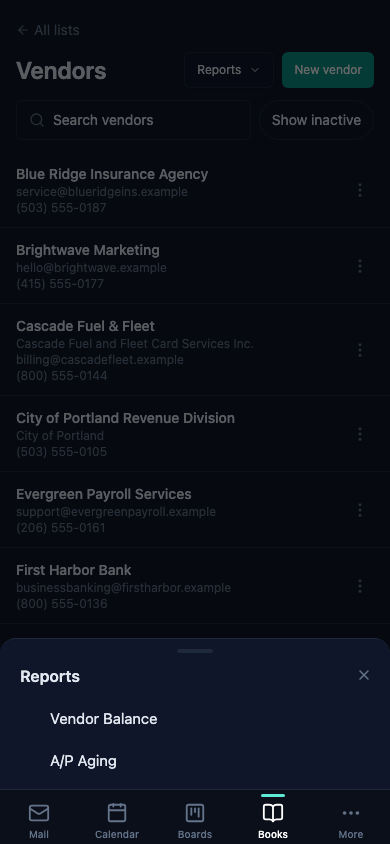 All lists
Vendors
Reports
New vendor
Search vendors
Show inactive
Blue Ridge Insurance Agency
service@blueridgeins.example
(503) 555-0187
Brightwave Marketing
hello@brightwave.example
(415) 555-0177
Cascade Fuel & Fleet
Cascade Fuel and Fleet Card Services Inc.
billing@cascadefleet.example
(800) 555-0144
City of Portland Revenue Division
City of Portland
(503) 555-0105
Evergreen Payroll Services
support@evergreenpayroll.example
(206) 555-0161
First Harbor Bank
businessbanking@firstharbor.example
(800) 555-0136
Reports
Vendor Balance
A/P Aging
Mail
Calendar
Boards
Books
More